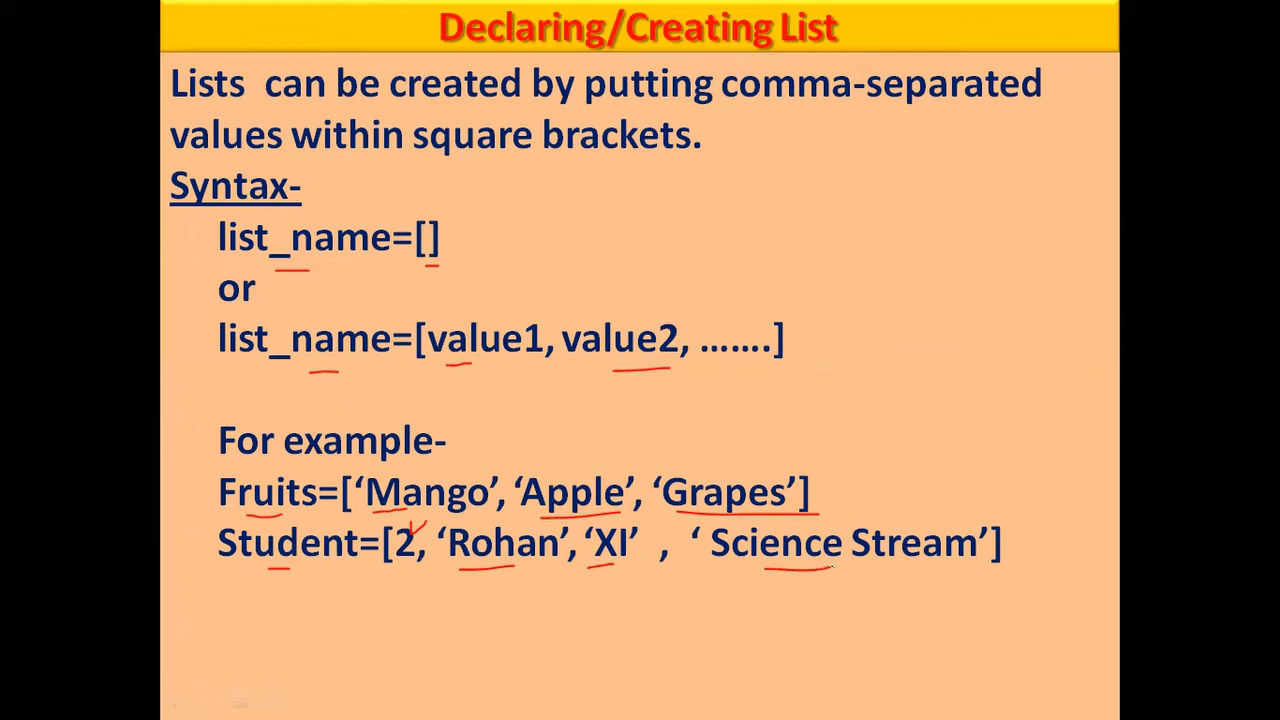 Declaring/Creating List
Lists can be created by putting comma-separated
values within square brackets.
Syntax-
list_name=[]
or
list_name=[value1, value2, …….]
For example-
Fruits=[‘Mango’, ‘Apple’, ‘Grapes’]
Student=[2, ‘Rohan’, ‘XI’ , ‘ Science Stream’]